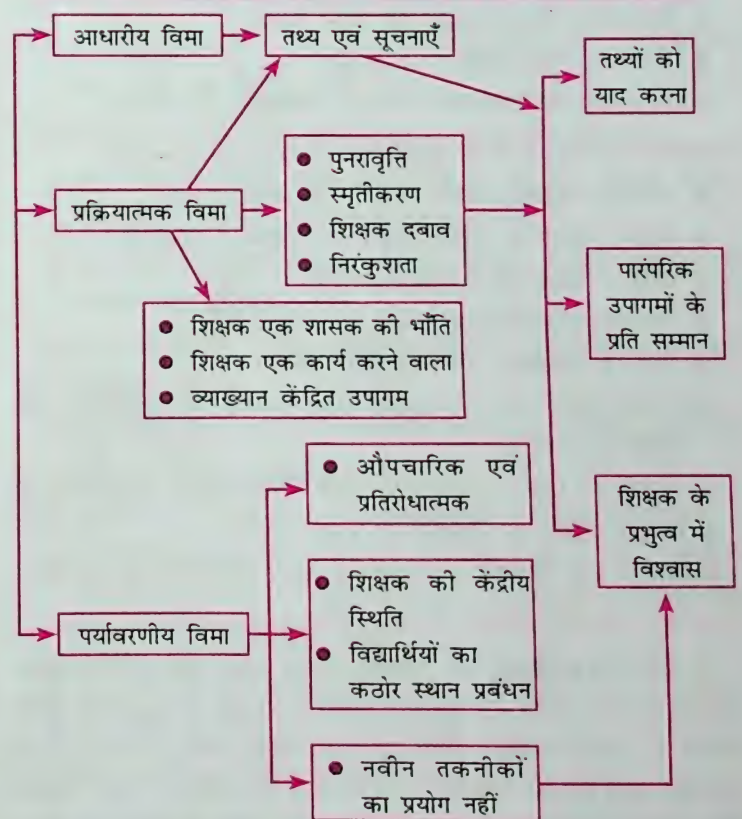 आधारीय विमा
तथ्य एवं सूचनाएँ
तथ्यों को
याद करना
प्रक्रियात्मक विमा
● पुनरावृत्ति
● स्मृतीकरण
● शिक्षक दबाव
● निरंकुशता
पारंपरिक
उपागमों के
प्रति सम्मान
● शिक्षक एक शासक की भाँति
● शिक्षक एक कार्य करने वाला
● व्याख्यान केंद्रित उपागम
● औपचारिक एवं
प्रतिरोधात्मक
शिक्षक के
प्रभुत्व में
विश्वास
पर्यावरणीय विमा
● शिक्षक की केंद्रीय
स्थिति
● विद्यार्थियों का
कठोर स्थान प्रबंधन
● नवीन तकनीकों
का प्रयोग नहीं